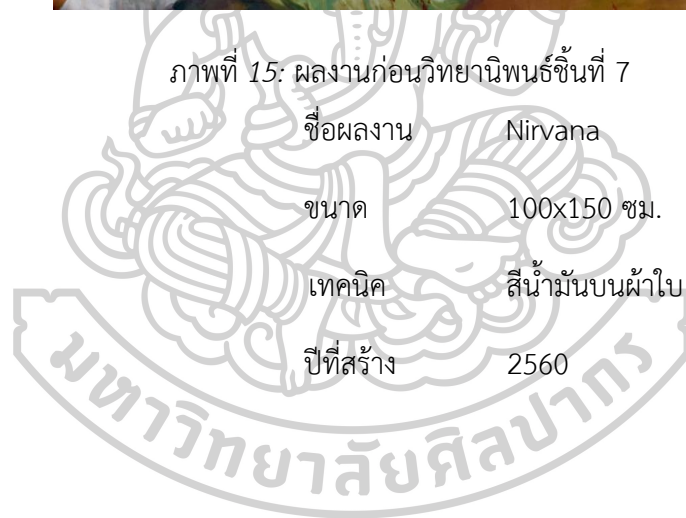 ภาพที่ 15: ผลงานก่อนวิทยานิพนธ์ชิ้นที่ 7
ชื่อผลงาน Nirvana
ขนาด 100x150 ซม.
เทคนิค สีน้ำมันบนผ้าใบ
ปีที่สร้าง 2560
มหาวิทยาลัยศิลปากร